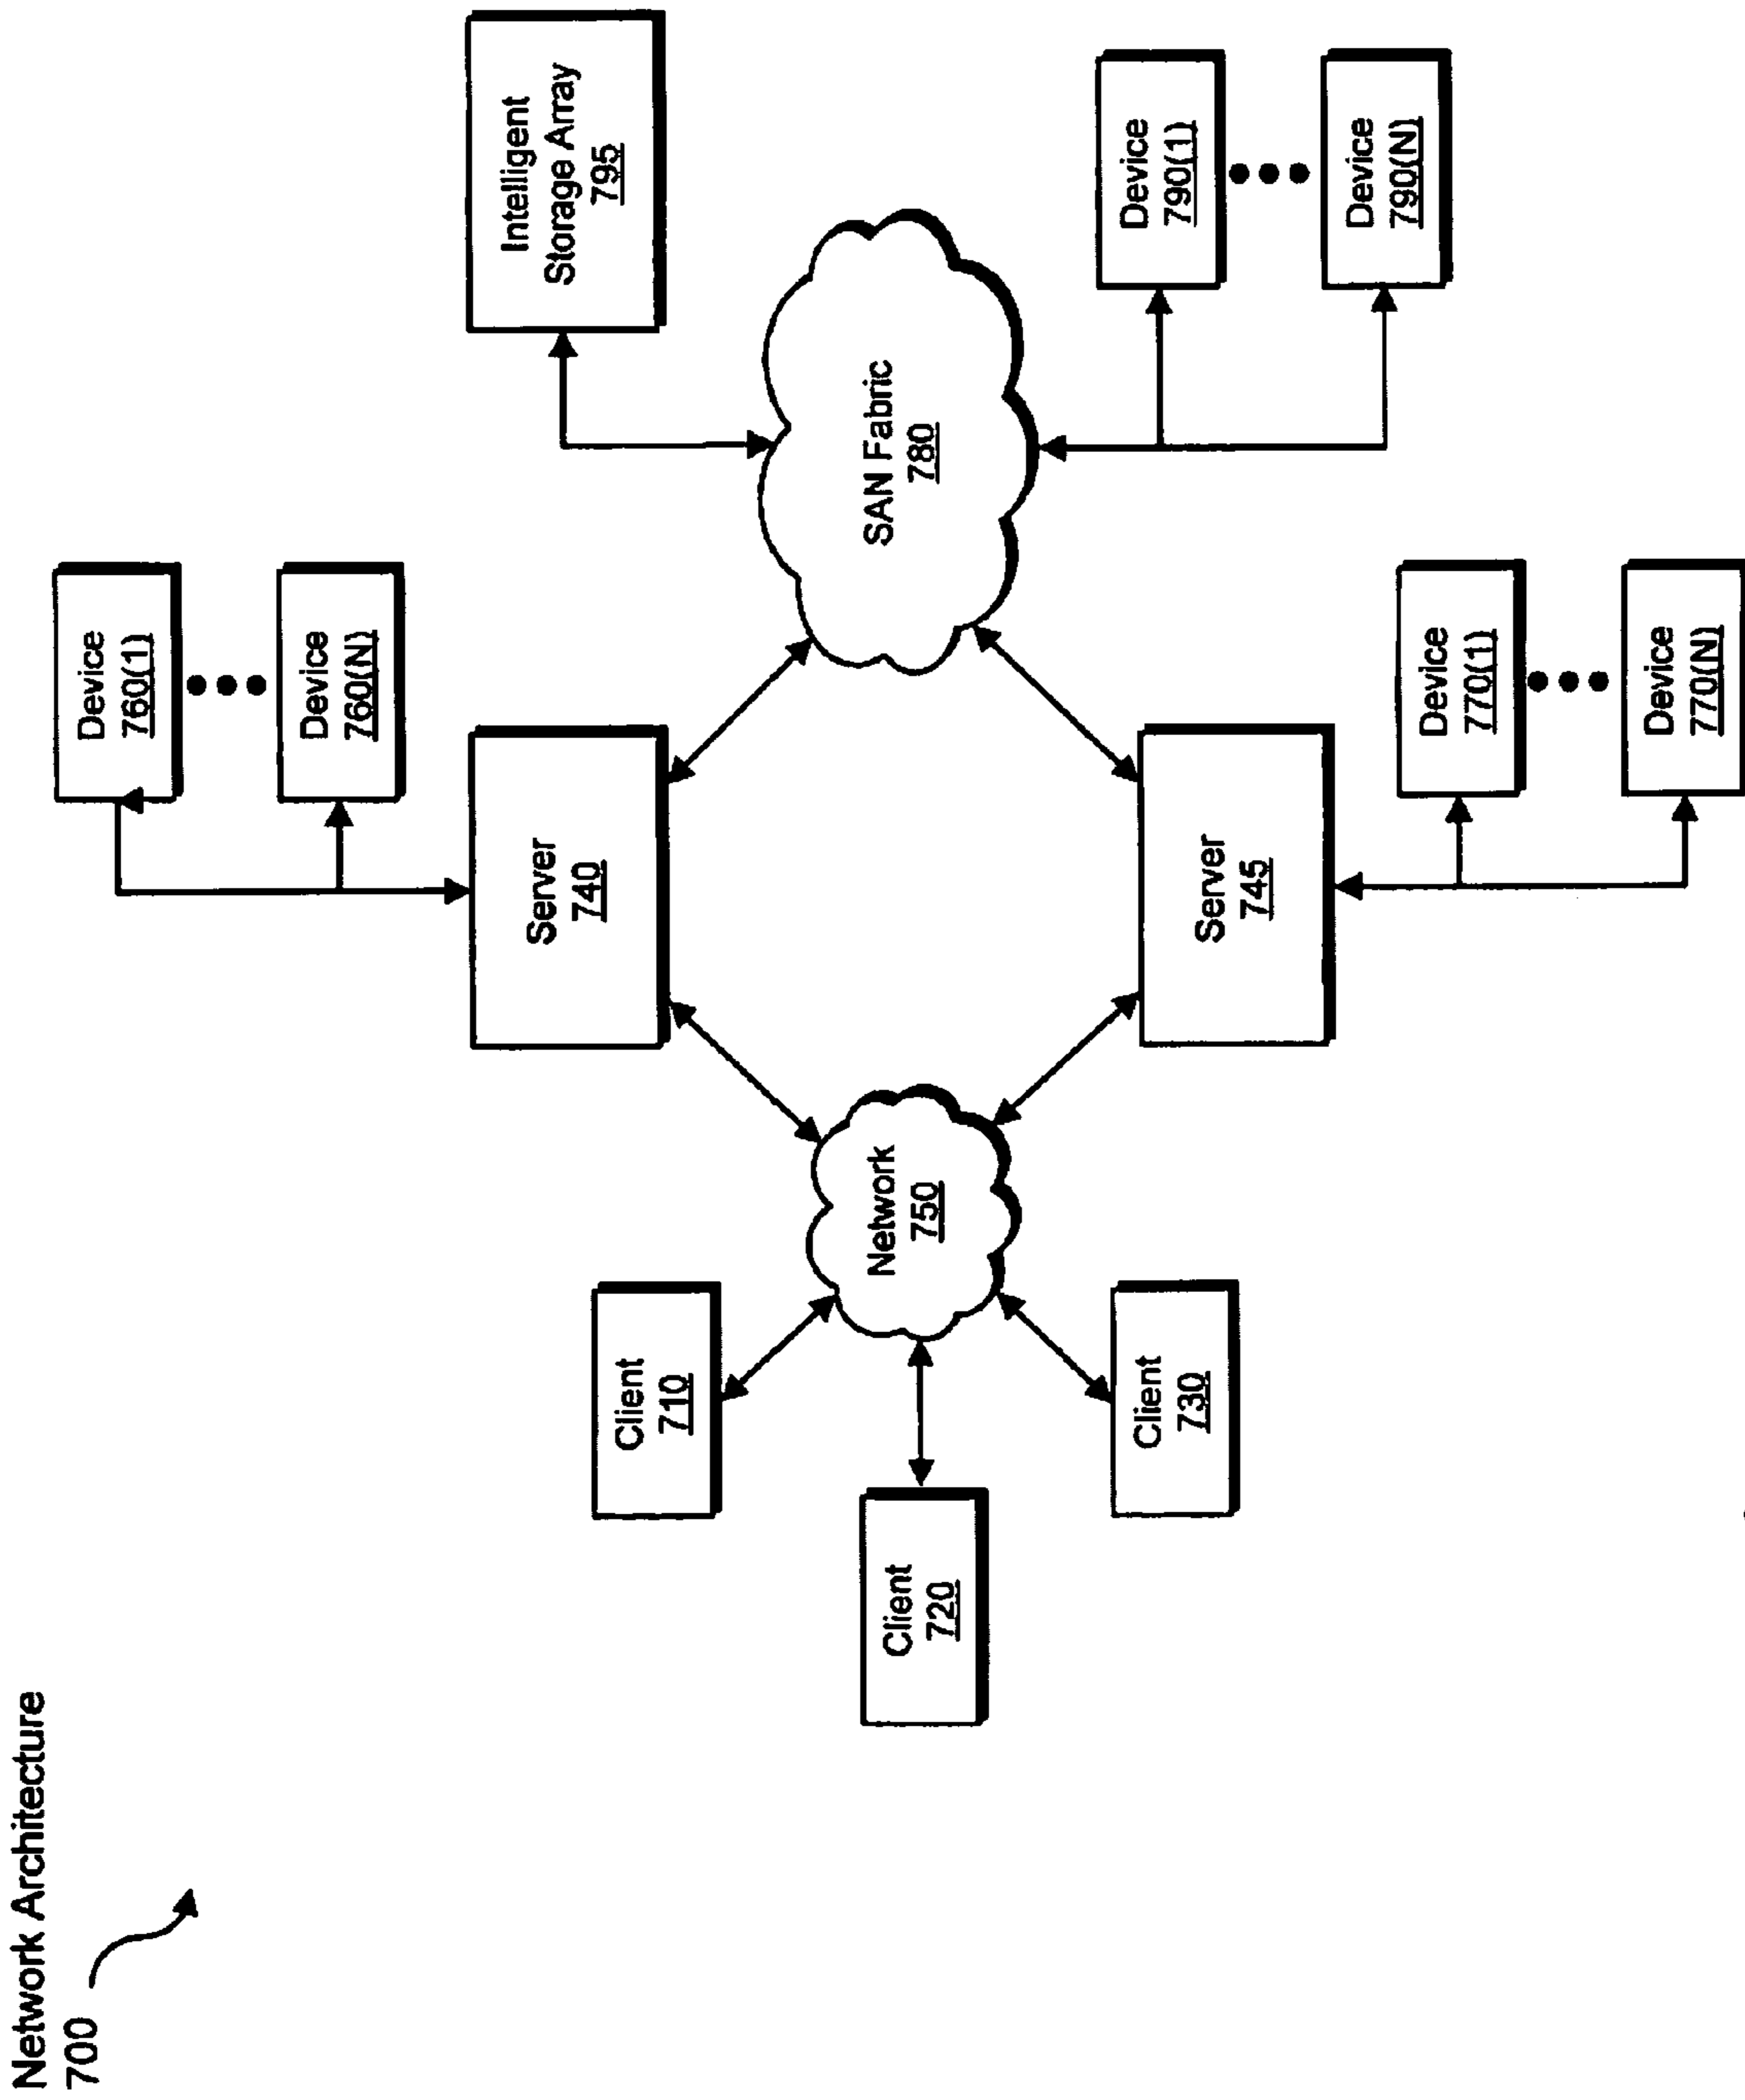 Network Architecture
700
Device
760(1)
Device
760(N)
Intelligent
Storage Array
795
Server
740
Client
710
Client
720
Network
750
SAN Fabric
780
Client
730
Server
745
Device
790(1)
Device
790(N)
Device
770(1)
Device
770(N)